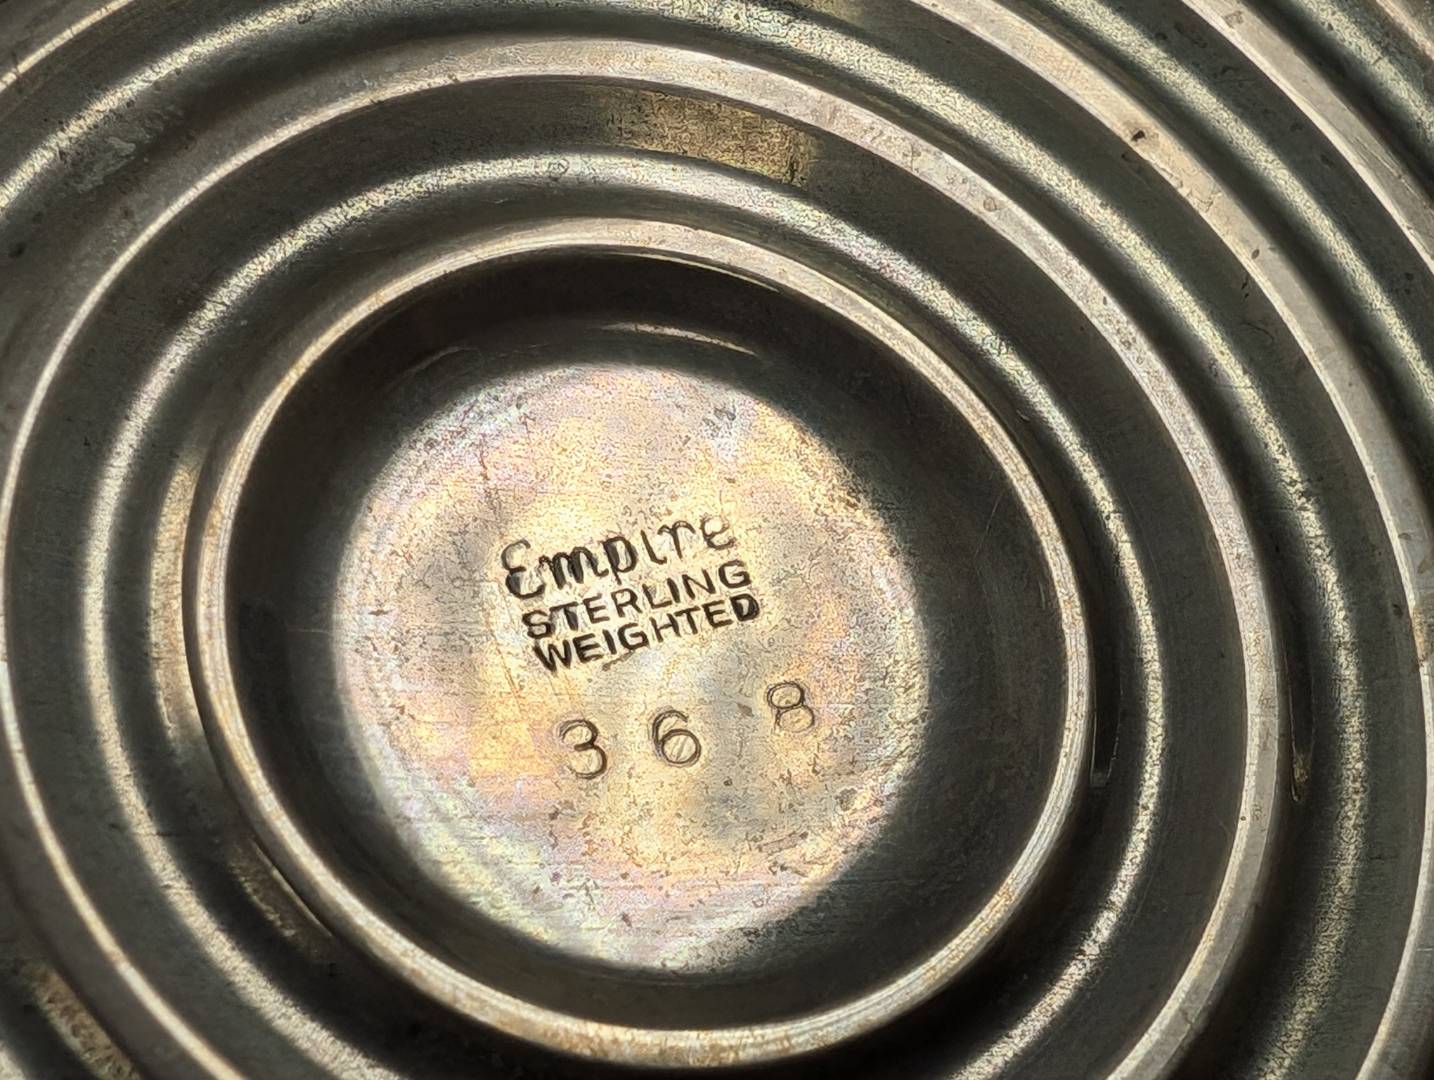 Empire
STERLING
WEIGHTED
368